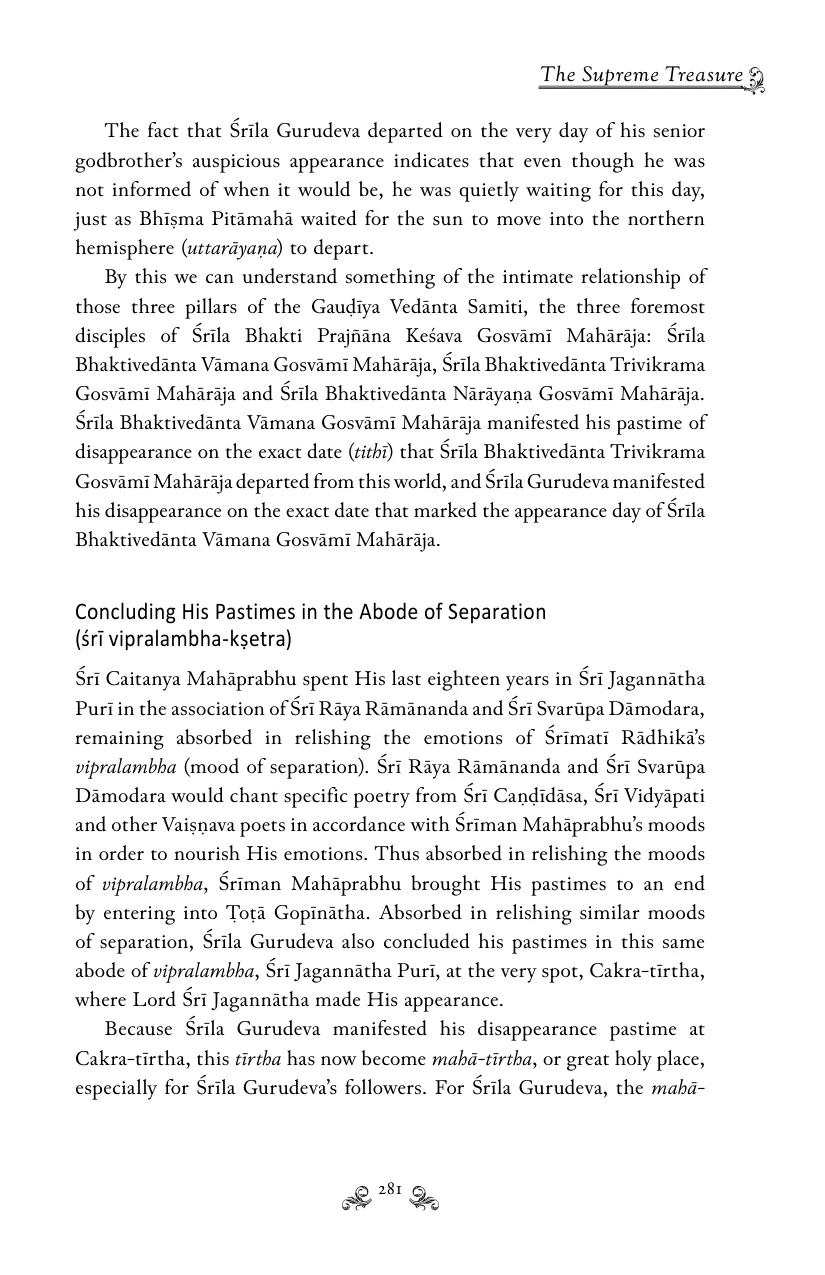 The Supreme Treasure
The fact that Śrīla Gurudeva departed on the very day of his senior
godbrother’s auspicious appearance indicates that even though he was
not informed of when it would be, he was quietly waiting for this day,
just as Bhīṣma Pitāmahā waited for the sun to move into the northern
hemisphere (uttarāyaṇa) to depart.
By this we can understand something of the intimate relationship of
those three pillars of the Gauḍīya Vedānta Samiti, the three foremost
disciples of Śrīla Bhakti Prajñāna Keśava Gosvāmī Mahārāja: Śrīla
Bhaktivedānta Vāmana Gosvāmī Mahārāja, Śrīla Bhaktivedānta Trivikrama
Gosvāmī Mahārāja and Śrīla Bhaktivedānta Nārāyaṇa Gosvāmī Mahārāja.
Śrīla Bhaktivedānta Vāmana Gosvāmī Mahārāja manifested his pastime of
disappearance on the exact date (tithī) that Śrīla Bhaktivedānta Trivikrama
Gosvāmī Mahārāja departed from this world, and Śrīla Gurudeva manifested
his disappearance on the exact date that marked the appearance day of Śrīla
Bhaktivedānta Vāmana Gosvāmī Mahārāja.
Concluding His Pastimes in the Abode of Separation
(śrī vipralambha-kṣetra)
Śrī Caitanya Mahāprabhu spent His last eighteen years in Śrī Jagannātha
Purī in the association of Śrī Rāya Rāmānanda and Śrī Svarūpa Dāmodara,
remaining absorbed in relishing the emotions of Śrīmatī Rādhikā’s
vipralambha (mood of separation). Śrī Rāya Rāmānanda and Śrī Svarūpa
Dāmodara would chant specific poetry from Śrī Caṇḍīdāsa, Śrī Vidyāpati
and other Vaiṣṇava poets in accordance with Śrīman Mahāprabhu’s moods
in order to nourish His emotions. Thus absorbed in relishing the moods
of vipralambha, Śrīman Mahāprabhu brought His pastimes to an end
by entering into Ṭoṭā Gopīnātha. Absorbed in relishing similar moods
of separation, Śrīla Gurudeva also concluded his pastimes in this same
abode of vipralambha, Śrī Jagannātha Purī, at the very spot, Cakra-tīrtha,
where Lord Śrī Jagannātha made His appearance.
Because Śrīla Gurudeva manifested his disappearance pastime at
Cakra-tīrtha, this tīrtha has now become mahā-tīrtha, or great holy place,
especially for Śrīla Gurudeva’s followers. For Śrīla Gurudeva, the mahā-
281